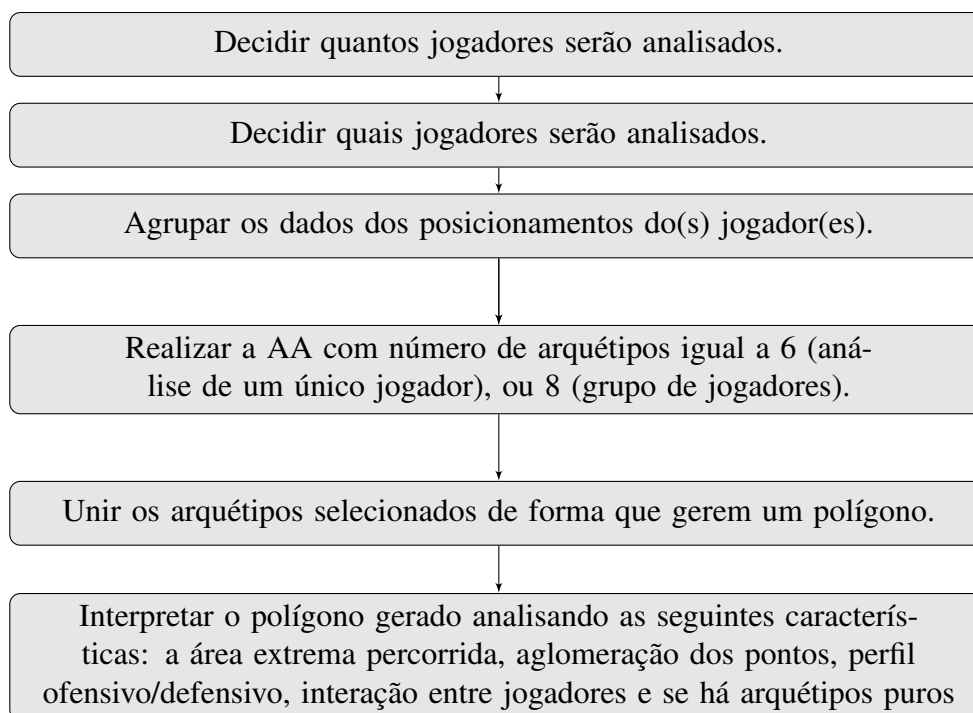 Decidir quantos jogadores serão analisados.
Decidir quais jogadores serão analisados.
Agrupar os dados dos posicionamentos do(s) jogador(es).
Realizar a AA com número de arquétipos igual a 6 (aná-
lise de um único jogador), ou 8 (grupo de jogadores).
Unir os arquétipos selecionados de forma que gerem um polígono.
Interpretar o polígono gerado analisando as seguintes caracterís-
ticas: a área extrema percorrida, aglomeração dos pontos, perfil
ofensivo/defensivo, interação entre jogadores e se há arquétipos puros